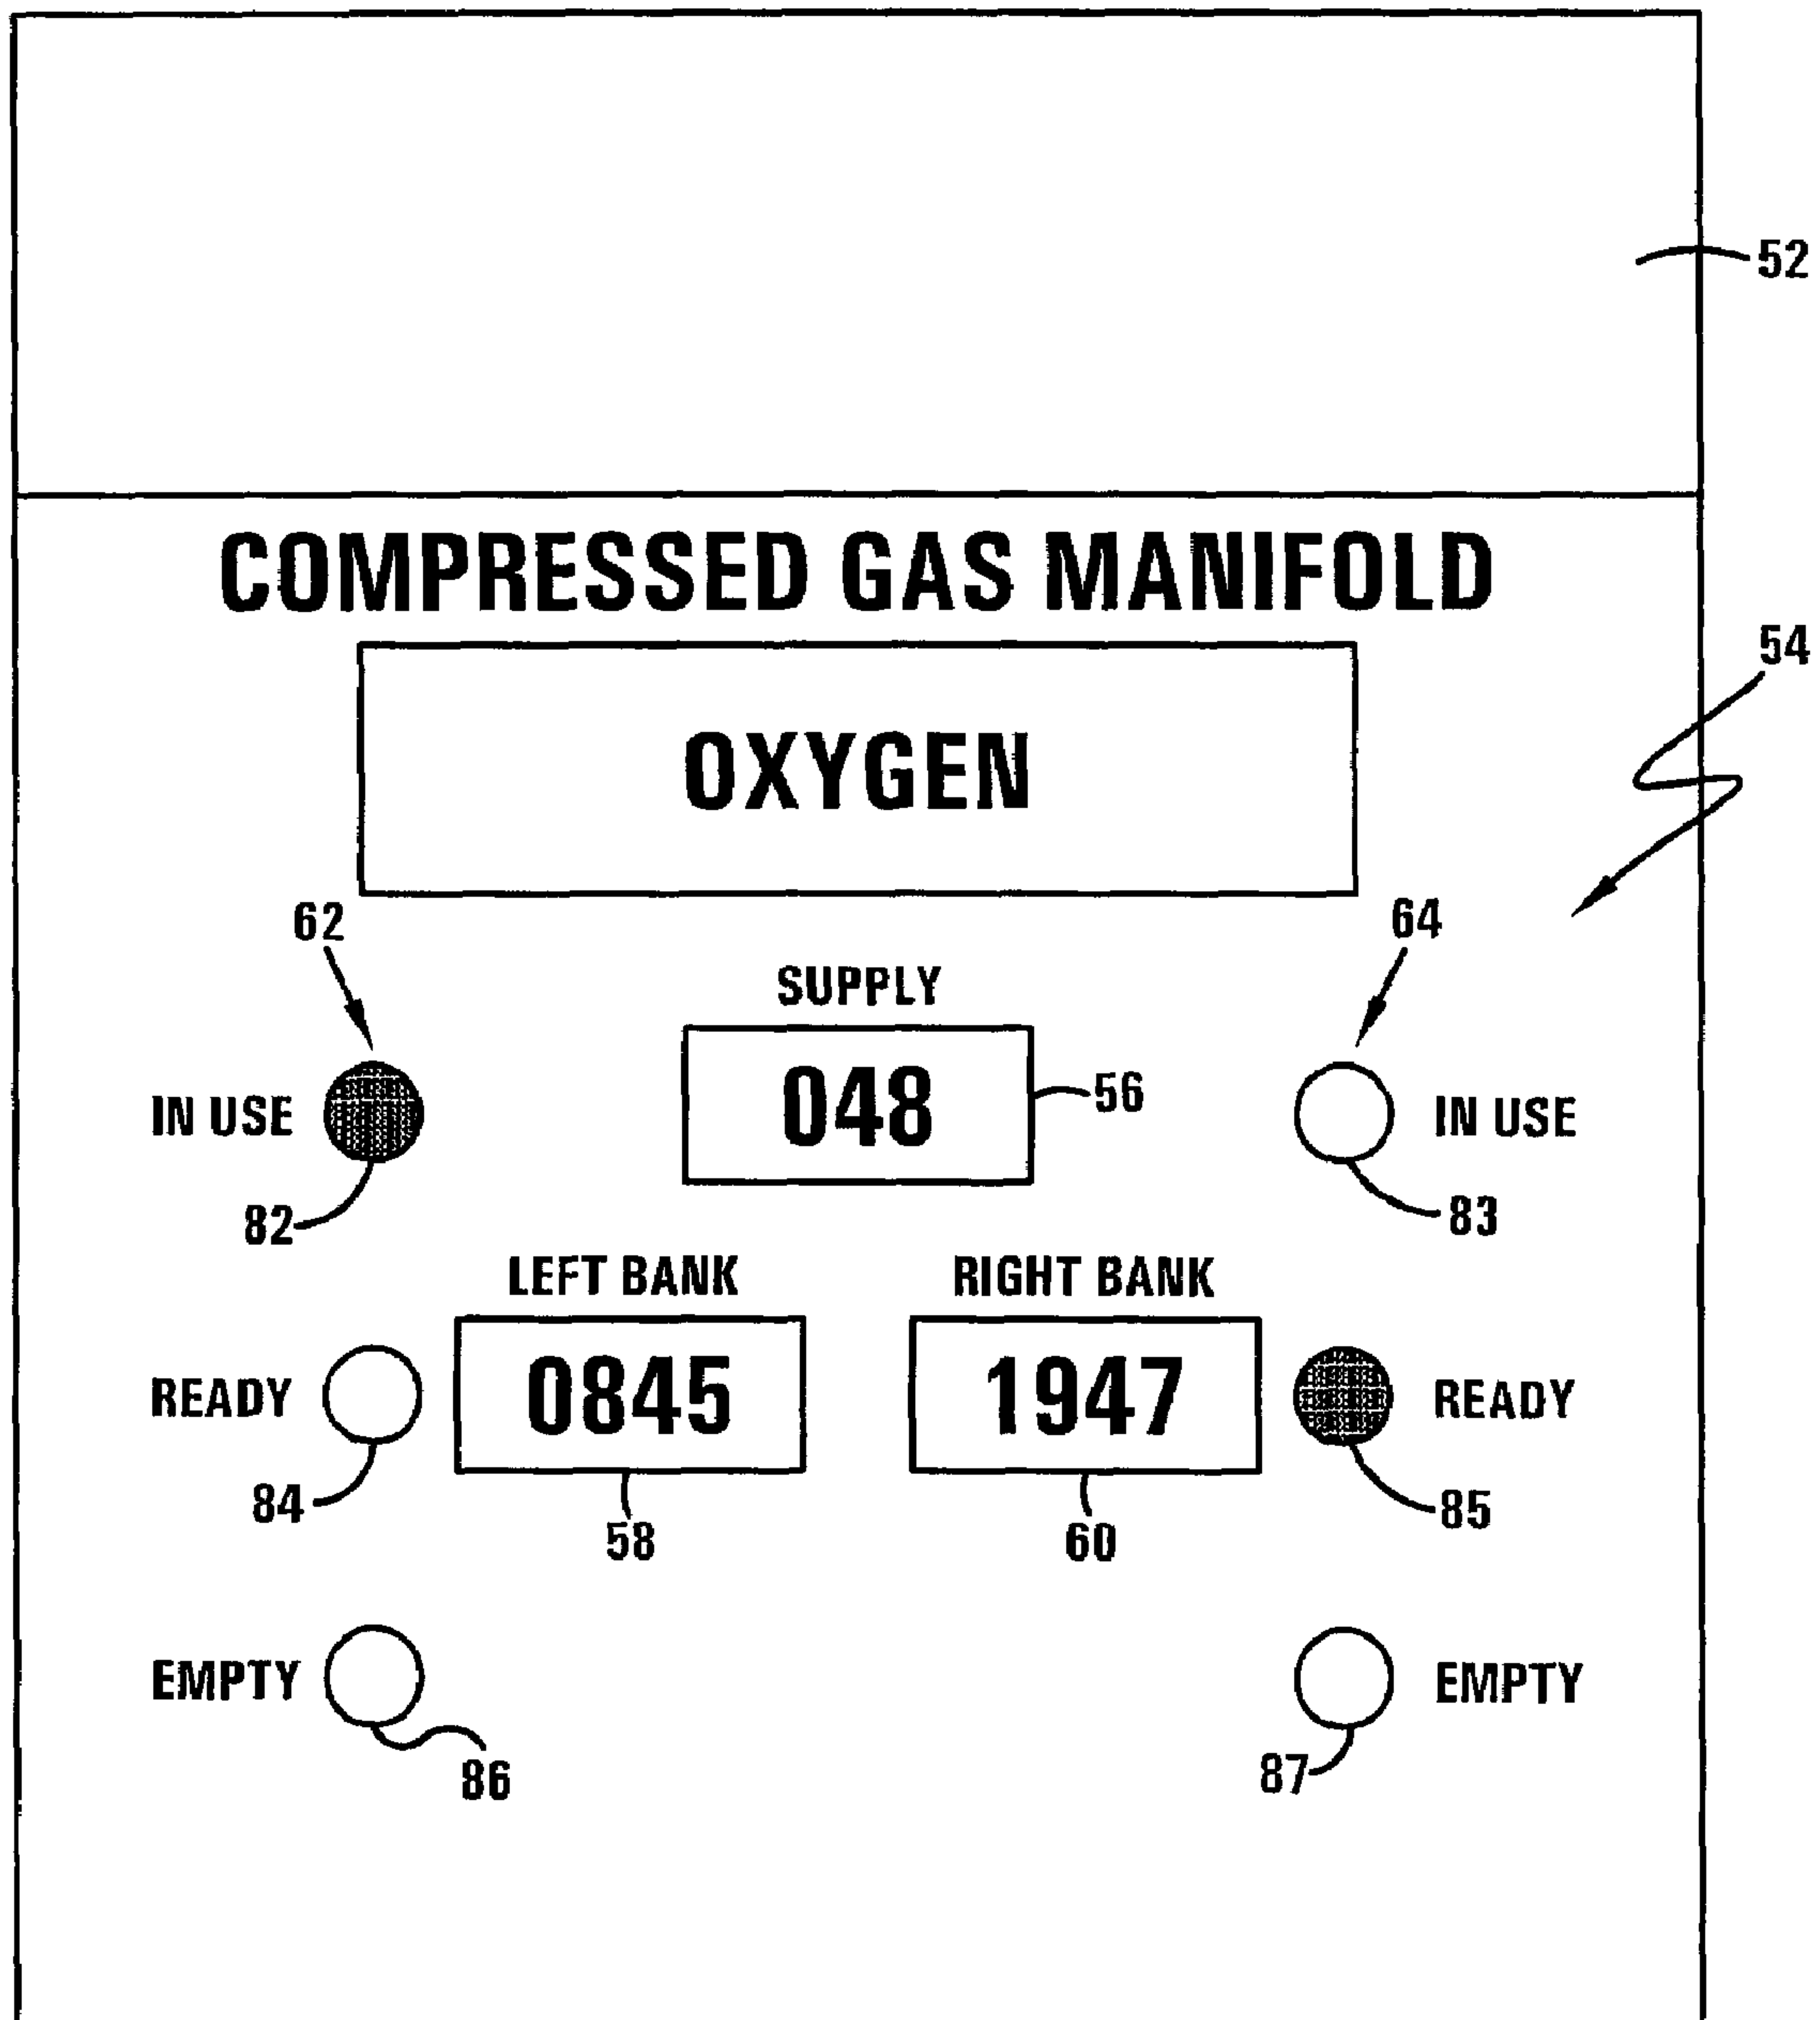 52
COMPRESSED GAS MANIFOLD
54
OXYGEN
62
64
SUPPLY
IN USE
048
56
IN USE
82
83
LEFT BANK
RIGHT BANK
READY
0845
1947
READY
84
58
60
85
EMPTY
EMPTY
86
87